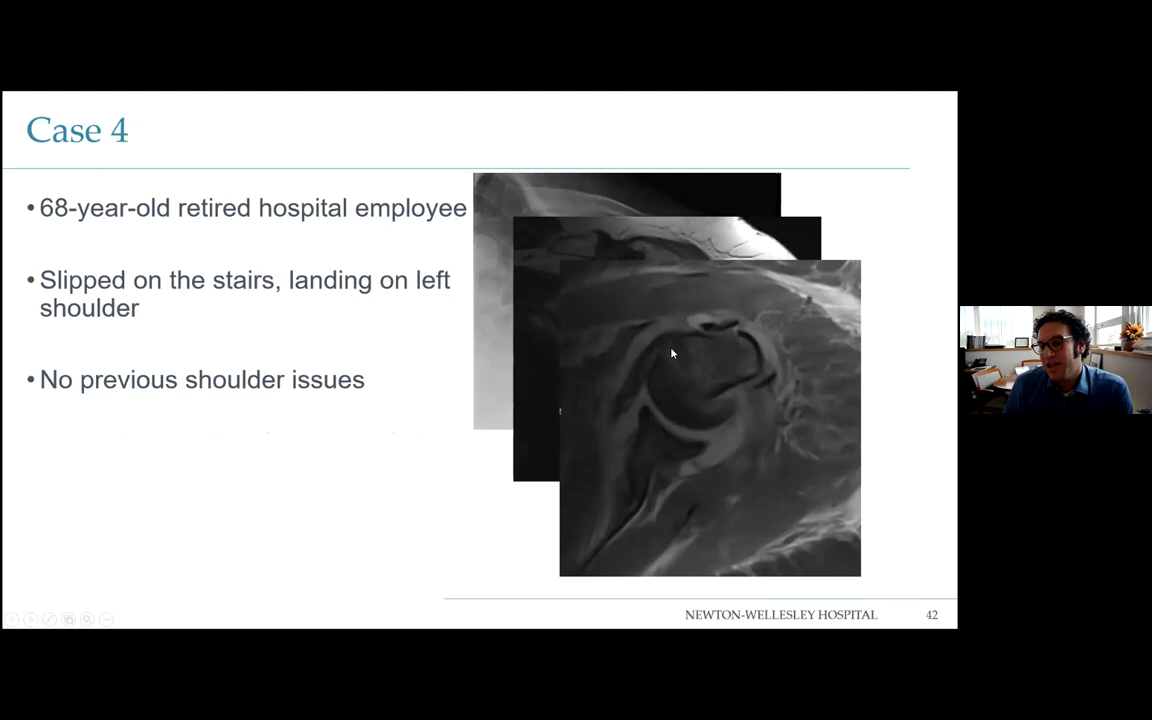 Case 4
• 68-year-old retired hospital employee
• Slipped on the stairs, landing on left
shoulder
• No previous shoulder issues
NEWTON-WELLESLEY HOSPITAL 42